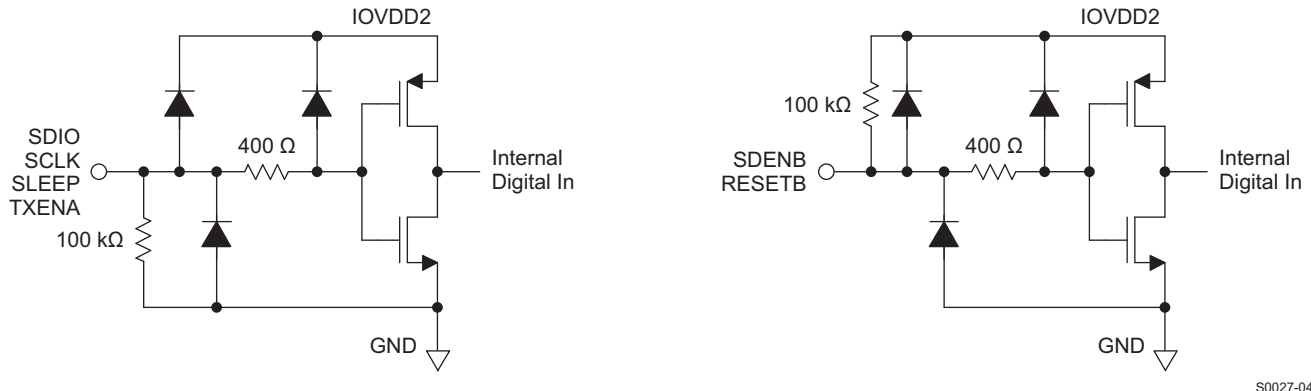 IOVDD2
400 Ω
SDIO
SCLK
SLEEP
TXENA
100 kΩ
Internal
Digital In
GND
IOVDD2
100 kΩ
400 Ω
SDENB
RESETB
Internal
Digital In
GND
S0027-04